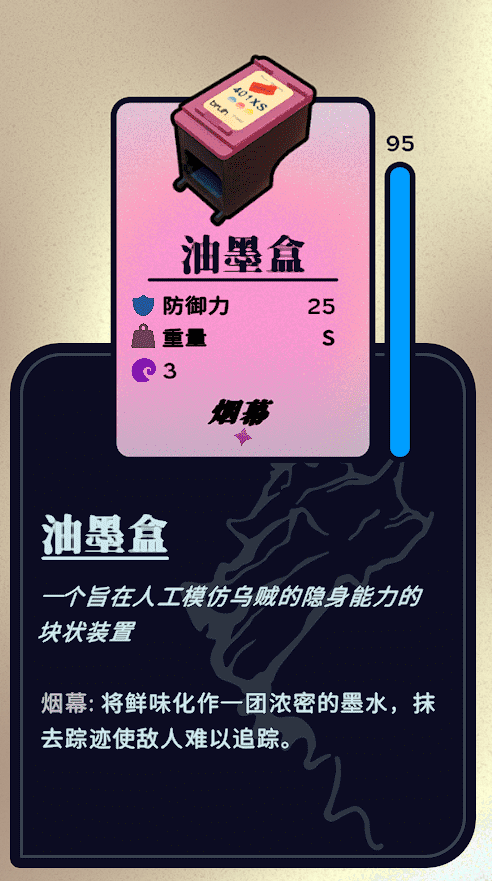 401XS
油墨盒
防御力 25
重量 S
3
烟幕
95
油墨盒
一个旨在人工模仿乌贼的隐身能力的
块状装置
烟幕: 将鲜味化作一团浓密的墨水，抹
去踪迹使敌人难以追踪。